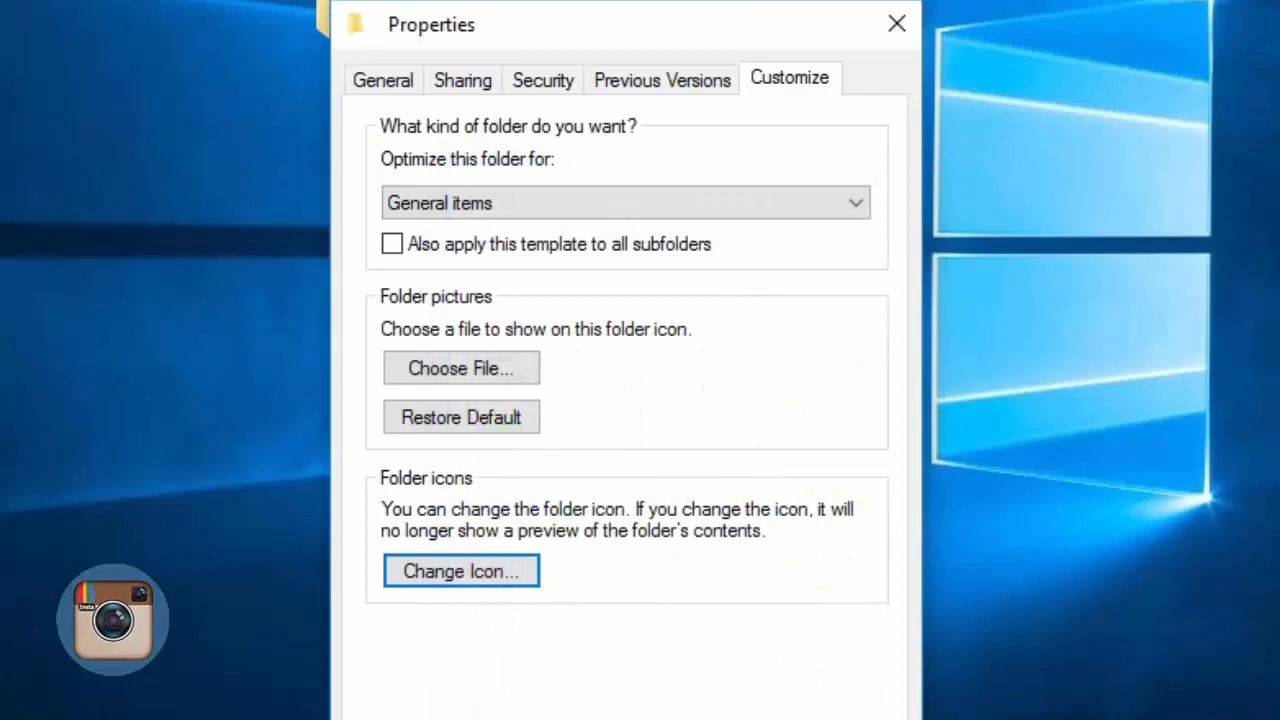 Properties
General Sharing Security Previous Versions Customize
What kind of folder do you want?
Optimize this folder for:
General items
Also apply this template to all subfolders
Folder pictures
Choose a file to show on this folder icon.
Choose File...
Restore Default
Folder icons
You can change the folder icon. If you change the icon, it will
no longer show a preview of the folder's contents.
Change Icon...
Insta